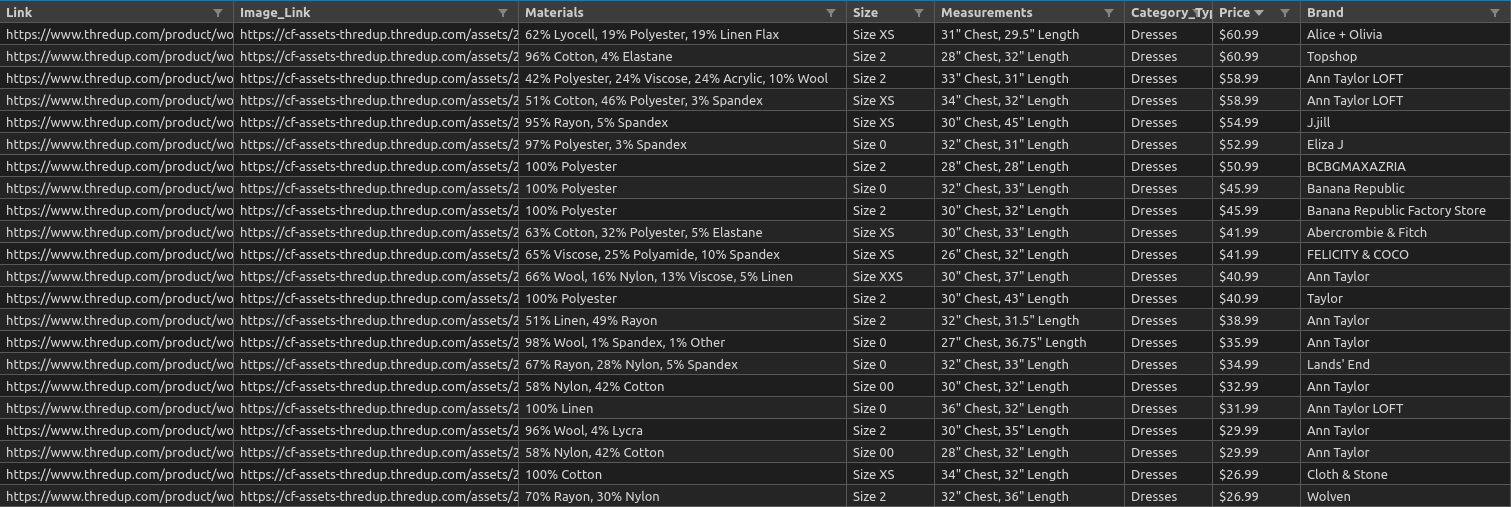 Link Image_Link Materials Size Measurements Category_Typ Price Brand
https://www.thredup.com/product/wo https://cf-assets-thredup.thredup.com/assets/2 62% Lyocell, 19% Polyester, 19% Linen Flax Size XS 31" Chest, 29.5" Length Dresses $60.99 Alice + Olivia
https://www.thredup.com/product/wo https://cf-assets-thredup.thredup.com/assets/2 96% Cotton, 4% Elastane Size 2 28" Chest, 32" Length Dresses $60.99 Topshop
https://www.thredup.com/product/wo https://cf-assets-thredup.thredup.com/assets/2 42% Polyester, 24% Viscose, 24% Acrylic, 10% Wool Size 2 33" Chest, 31" Length Dresses $58.99 Ann Taylor LOFT
https://www.thredup.com/product/wo https://cf-assets-thredup.thredup.com/assets/2 51% Cotton, 46% Polyester, 3% Spandex Size XS 34" Chest, 32" Length Dresses $58.99 Ann Taylor LOFT
https://www.thredup.com/product/wo https://cf-assets-thredup.thredup.com/assets/2 95% Rayon, 5% Spandex Size XS 30" Chest, 45" Length Dresses $54.99 J.jill
https://www.thredup.com/product/wo https://cf-assets-thredup.thredup.com/assets/2 97% Polyester, 3% Spandex Size 0 32" Chest, 31" Length Dresses $52.99 Eliza J
https://www.thredup.com/product/wo https://cf-assets-thredup.thredup.com/assets/2 100% Polyester Size 2 28" Chest, 28" Length Dresses $50.99 BCBGMAXAZRIA
https://www.thredup.com/product/wo https://cf-assets-thredup.thredup.com/assets/2 100% Polyester Size 0 32" Chest, 33" Length Dresses $45.99 Banana Republic
https://www.thredup.com/product/wo https://cf-assets-thredup.thredup.com/assets/2 100% Polyester Size 2 30" Chest, 32" Length Dresses $45.99 Banana Republic Factory Store
https://www.thredup.com/product/wo https://cf-assets-thredup.thredup.com/assets/2 63% Cotton, 32% Polyester, 5% Elastane Size XS 30" Chest, 33" Length Dresses $41.99 Abercrombie & Fitch
https://www.thredup.com/product/wo https://cf-assets-thredup.thredup.com/assets/2 65% Viscose, 25% Polyamide, 10% Spandex Size XS 26" Chest, 32" Length Dresses $41.99 FELICITY & COCO
https://www.thredup.com/product/wo https://cf-assets-thredup.thredup.com/assets/2 66% Wool, 16% Nylon, 13% Viscose, 5% Linen Size XXS 30" Chest, 37" Length Dresses $40.99 Ann Taylor
https://www.thredup.com/product/wo https://cf-assets-thredup.thredup.com/assets/2 100% Polyester Size 2 30" Chest, 43" Length Dresses $40.99 Taylor
https://www.thredup.com/product/wo https://cf-assets-thredup.thredup.com/assets/2 51% Linen, 49% Rayon Size 2 32" Chest, 31.5" Length Dresses $38.99 Ann Taylor
https://www.thredup.com/product/wo https://cf-assets-thredup.thredup.com/assets/2 98% Wool, 1% Spandex, 1% Other Size 0 27" Chest, 36.75" Length Dresses $35.99 Ann Taylor
https://www.thredup.com/product/wo https://cf-assets-thredup.thredup.com/assets/2 67% Rayon, 28% Nylon, 5% Spandex Size 0 32" Chest, 33" Length Dresses $34.99 Lands' End
https://www.thredup.com/product/wo https://cf-assets-thredup.thredup.com/assets/2 58% Nylon, 42% Cotton Size 00 30" Chest, 32" Length Dresses $32.99 Ann Taylor
https://www.thredup.com/product/wo https://cf-assets-thredup.thredup.com/assets/2 100% Linen Size 0 36" Chest, 32" Length Dresses $31.99 Ann Taylor LOFT
https://www.thredup.com/product/wo https://cf-assets-thredup.thredup.com/assets/2 96% Wool, 4% Lycra Size 2 30" Chest, 35" Length Dresses $29.99 Ann Taylor
https://www.thredup.com/product/wo https://cf-assets-thredup.thredup.com/assets/2 58% Nylon, 42% Cotton Size 00 28" Chest, 32" Length Dresses $29.99 Ann Taylor
https://www.thredup.com/product/wo https://cf-assets-thredup.thredup.com/assets/2 100% Cotton Size XS 34" Chest, 32" Length Dresses $26.99 Cloth & Stone
https://www.thredup.com/product/wo https://cf-assets-thredup.thredup.com/assets/2 70% Rayon, 30% Nylon Size 2 32" Chest, 36" Length Dresses $26.99 Wolven